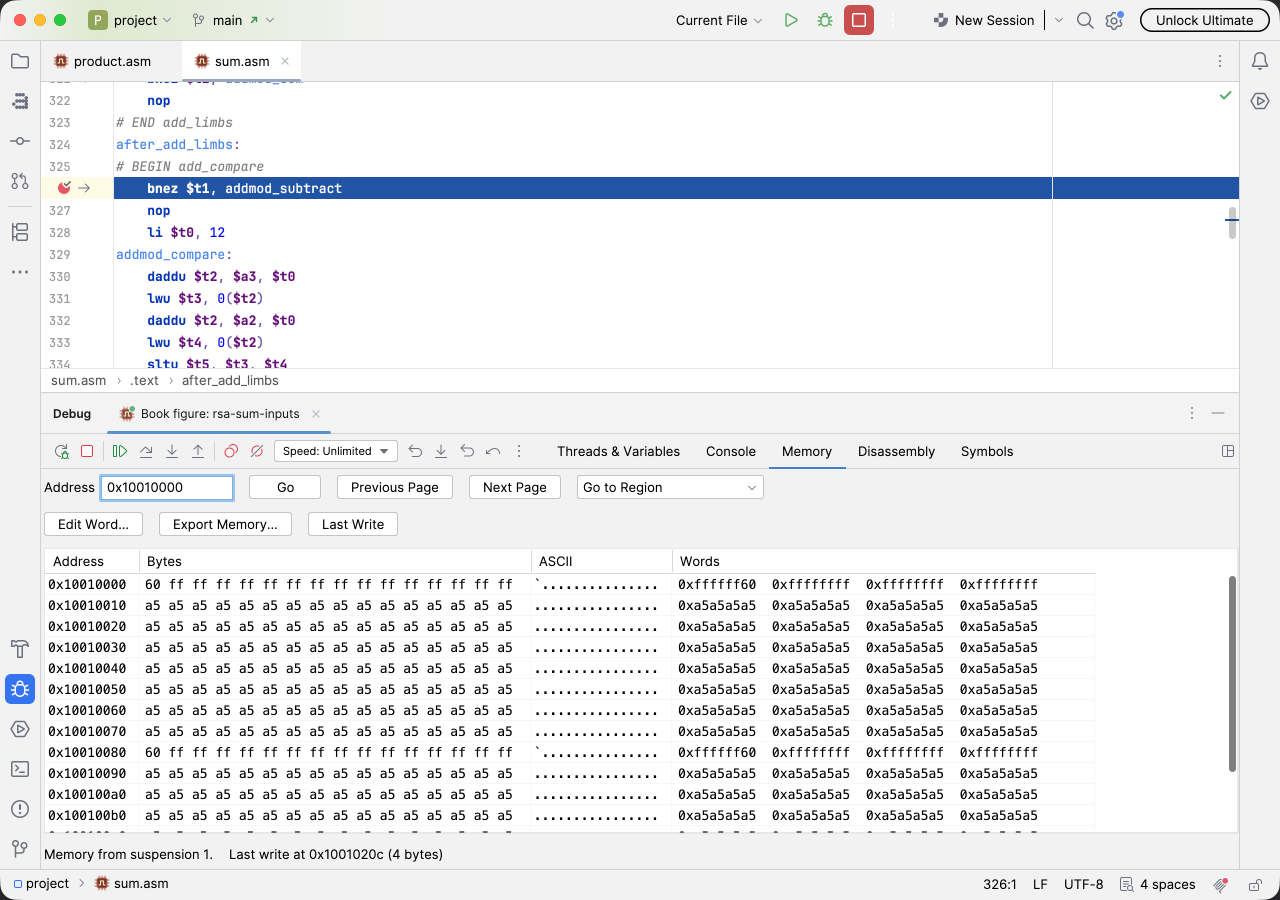 P project main Current File New Session Unlock Ultimate
product.asm sum.asm
322 nop
323 # END add_limbs
324 after_add_limbs:
325 # BEGIN add_compare
bnez $t1, addmod_subtract
327 nop
328 li $t0, 12
329 addmod_compare:
330 daddu $t2, $a3, $t0
331 lwu $t3, 0($t2)
332 daddu $t2, $a2, $t0
333 lwu $t4, 0($t2)
334 sltu $t5, $t3, $t4
sum.asm › .text › after_add_limbs
Debug Book figure: rsa-sum-inputs
Speed: Unlimited Threads & Variables Console Memory Disassembly Symbols
Address 0x10010000 Go Previous Page Next Page Go to Region
Edit Word... Export Memory... Last Write
Address Bytes ASCII Words
0x10010000 60 ff ff ff ff ff ff ff ff ff ff ff ff ff ff ff `............... 0xffffff60 0xffffffff 0xffffffff 0xffffffff
0x10010010 a5 a5 a5 a5 a5 a5 a5 a5 a5 a5 a5 a5 a5 a5 a5 a5 ................ 0xa5a5a5a5 0xa5a5a5a5 0xa5a5a5a5 0xa5a5a5a5
0x10010020 a5 a5 a5 a5 a5 a5 a5 a5 a5 a5 a5 a5 a5 a5 a5 a5 ................ 0xa5a5a5a5 0xa5a5a5a5 0xa5a5a5a5 0xa5a5a5a5
0x10010030 a5 a5 a5 a5 a5 a5 a5 a5 a5 a5 a5 a5 a5 a5 a5 a5 ................ 0xa5a5a5a5 0xa5a5a5a5 0xa5a5a5a5 0xa5a5a5a5
0x10010040 a5 a5 a5 a5 a5 a5 a5 a5 a5 a5 a5 a5 a5 a5 a5 a5 ................ 0xa5a5a5a5 0xa5a5a5a5 0xa5a5a5a5 0xa5a5a5a5
0x10010050 a5 a5 a5 a5 a5 a5 a5 a5 a5 a5 a5 a5 a5 a5 a5 a5 ................ 0xa5a5a5a5 0xa5a5a5a5 0xa5a5a5a5 0xa5a5a5a5
0x10010060 a5 a5 a5 a5 a5 a5 a5 a5 a5 a5 a5 a5 a5 a5 a5 a5 ................ 0xa5a5a5a5 0xa5a5a5a5 0xa5a5a5a5 0xa5a5a5a5
0x10010070 a5 a5 a5 a5 a5 a5 a5 a5 a5 a5 a5 a5 a5 a5 a5 a5 ................ 0xa5a5a5a5 0xa5a5a5a5 0xa5a5a5a5 0xa5a5a5a5
0x10010080 60 ff ff ff ff ff ff ff ff ff ff ff ff ff ff ff `............... 0xffffff60 0xffffffff 0xffffffff 0xffffffff
0x10010090 a5 a5 a5 a5 a5 a5 a5 a5 a5 a5 a5 a5 a5 a5 a5 a5 ................ 0xa5a5a5a5 0xa5a5a5a5 0xa5a5a5a5 0xa5a5a5a5
0x100100a0 a5 a5 a5 a5 a5 a5 a5 a5 a5 a5 a5 a5 a5 a5 a5 a5 ................ 0xa5a5a5a5 0xa5a5a5a5 0xa5a5a5a5 0xa5a5a5a5
0x100100b0 a5 a5 a5 a5 a5 a5 a5 a5 a5 a5 a5 a5 a5 a5 a5 a5 ................ 0xa5a5a5a5 0xa5a5a5a5 0xa5a5a5a5 0xa5a5a5a5
Memory from suspension 1. Last write at 0x1001020c (4 bytes)
project › sum.asm 326:1 LF UTF-8 4 spaces